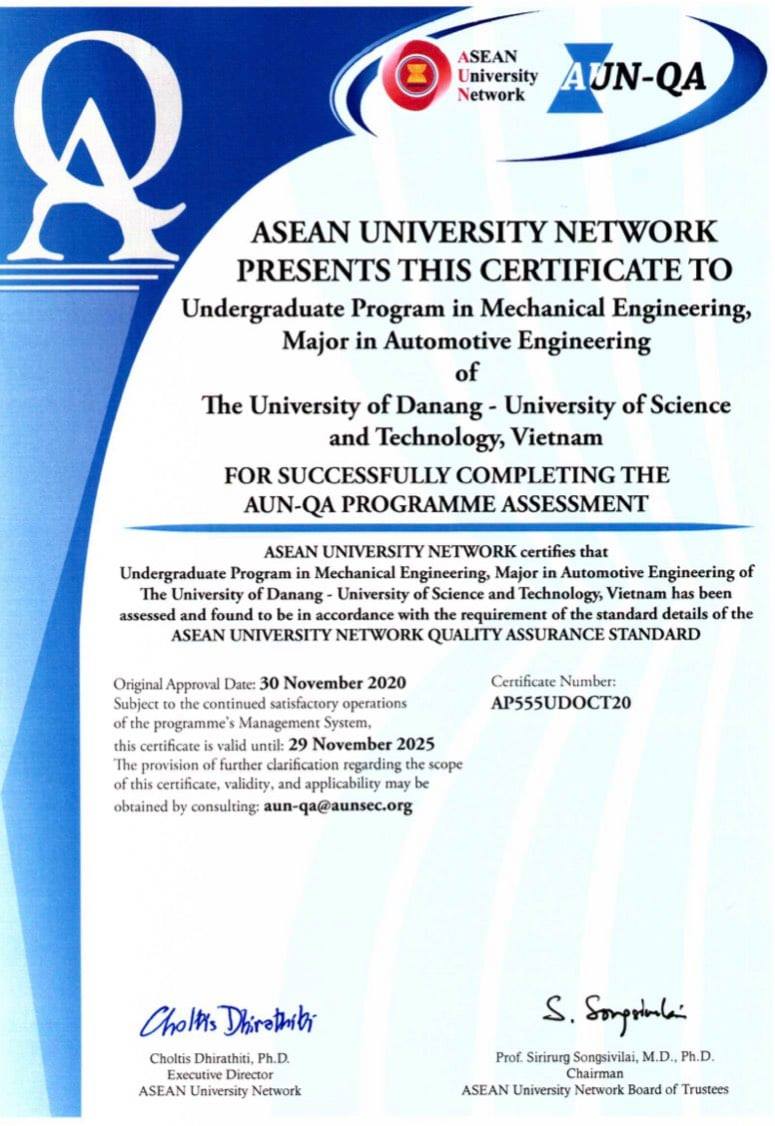 QA
ASEAN
University
Network
AUN-QA
ASEAN UNIVERSITY NETWORK
PRESENTS THIS CERTIFICATE TO
Undergraduate Program in Mechanical Engineering,
Major in Automotive Engineering
of
The University of Danang - University of Science
and Technology, Vietnam
FOR SUCCESSFULLY COMPLETING THE
AUN-QA PROGRAMME ASSESSMENT
ASEAN UNIVERSITY NETWORK certifies that
Undergraduate Program in Mechanical Engineering, Major in Automotive Engineering of
The University of Danang - University of Science and Technology, Vietnam has been
assessed and found to be in accordance with the requirement of the standard details of the
ASEAN UNIVERSITY NETWORK QUALITY ASSURANCE STANDARD
Original Approval Date: 30 November 2020
Subject to the continued satisfactory operations
of the programme's Management System,
this certificate is valid until: 29 November 2025
The provision of further clarification regarding the scope
of this certificate, validity, and applicability may be
obtained by consulting: aun-qa@aunsec.org
Certificate Number:
AP555UDOCT20
Choltis Dhirathiti
Choltis Dhirathiti, Ph.D.
Executive Director
ASEAN University Network
S. Songsivilai
Prof. Sirirurg Songsivilai, M.D., Ph.D.
Chairman
ASEAN University Network Board of Trustees